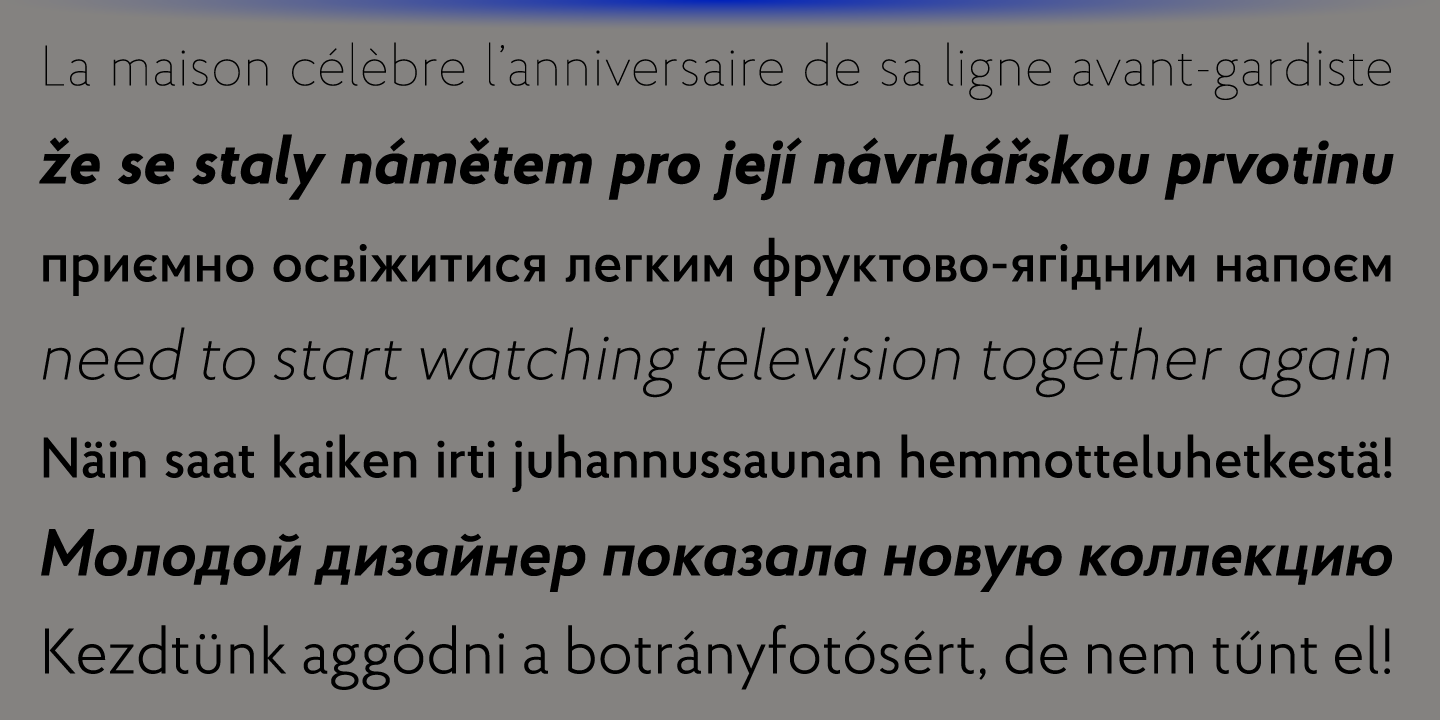 La maison célèbre l’anniversaire de sa ligne avant-gardiste
že se staly námětem pro její návrhářskou prvotinu
приємно освіжитися легким фруктово-ягідним напоєм
need to start watching television together again
Näin saat kaiken irti juhannussaunan hemmotteluhetkestä!
Молодой дизайнер показала новую коллекцию
Kezdtünk aggódni a botrányfotósért, de nem tűnt el!